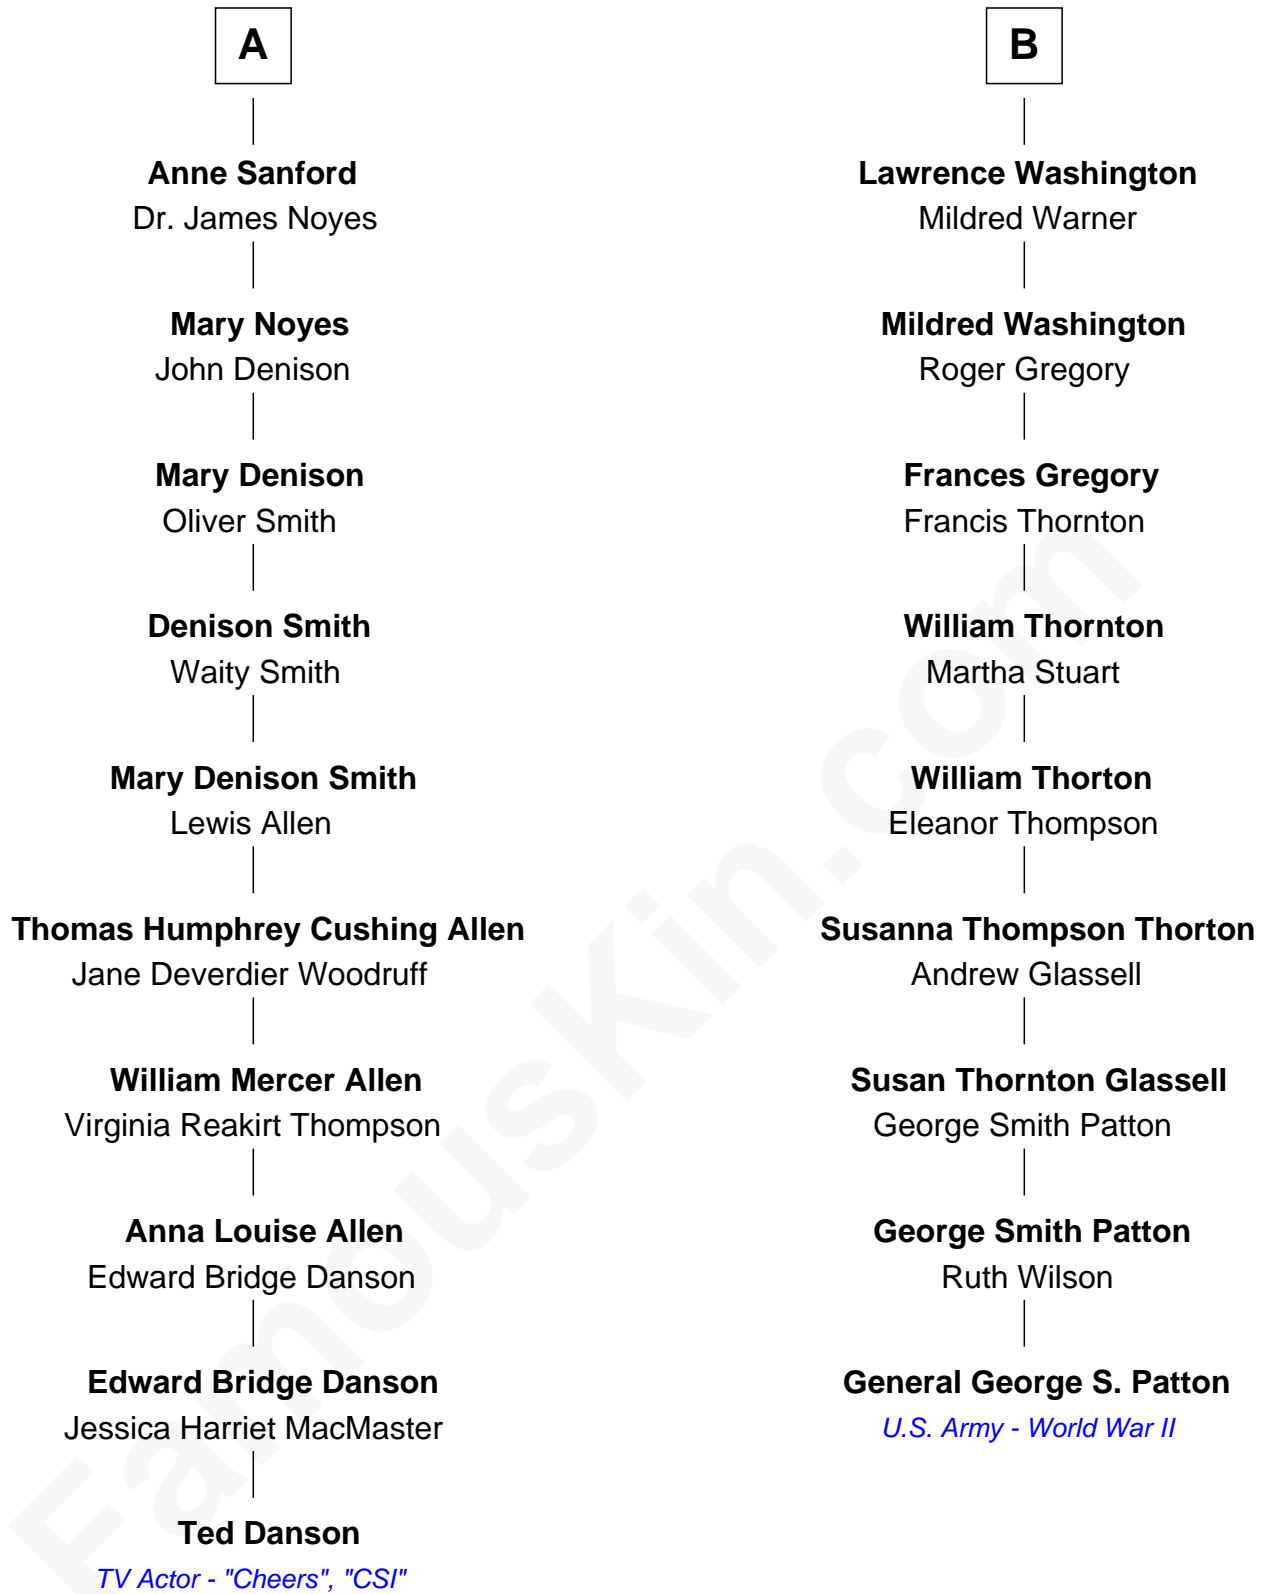 A
Anne Sanford
Dr. James Noyes
Mary Noyes
John Denison
Mary Denison
Oliver Smith
Denison Smith
Waity Smith
Mary Denison Smith
Lewis Allen
Thomas Humphrey Cushing Allen
Jane Deverdier Woodruff
William Mercer Allen
Virginia Reakirt Thompson
Anna Louise Allen
Edward Bridge Danson
Edward Bridge Danson
Jessica Harriet MacMaster
Ted Danson
TV Actor - "Cheers", "CSI"
B
Lawrence Washington
Mildred Warner
Mildred Washington
Roger Gregory
Frances Gregory
Francis Thornton
William Thornton
Martha Stuart
William Thorton
Eleanor Thompson
Susanna Thompson Thorton
Andrew Glassell
Susan Thornton Glassell
George Smith Patton
George Smith Patton
Ruth Wilson
General George S. Patton
U.S. Army - World War II
FamousKin.com